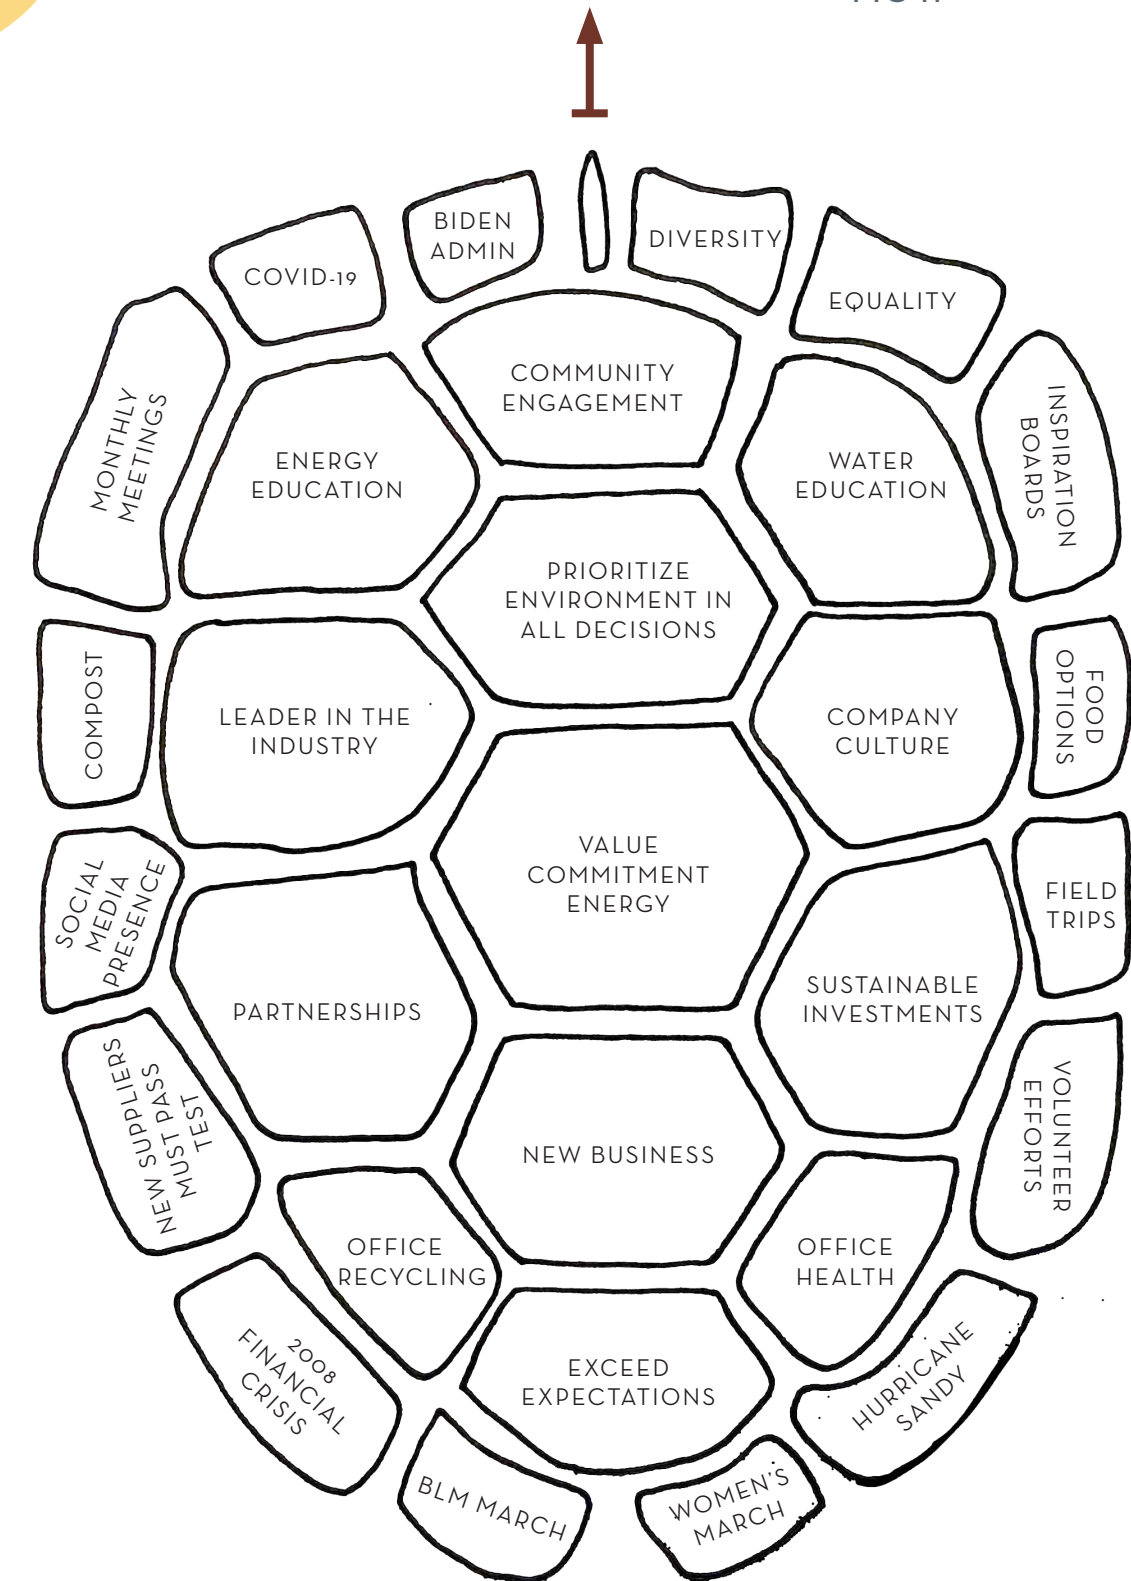 BIDEN
ADMIN
DIVERSITY
COVID-19
EQUALITY
MONTHLY
MEETINGS
ENERGY
EDUCATION
COMMUNITY
ENGAGEMENT
WATER
EDUCATION
INSPIRATION
BOARDS
PRIORITIZE
ENVIRONMENT IN
ALL DECISIONS
COMPOST
LEADER IN THE
INDUSTRY
COMPANY
CULTURE
FOOD
OPTIONS
SOCIAL
MEDIA
PRESENCE
VALUE
COMMITMENT
ENERGY
FIELD
TRIPS
PARTNERSHIPS
SUSTAINABLE
INVESTMENTS
NEW SUPPLIERS
MUST PASS
TEST
NEW BUSINESS
VOLUNTEER
EFFORTS
OFFICE
RECYCLING
OFFICE
HEALTH
2008
FINANCIAL
CRISIS
EXCEED
EXPECTATIONS
HURRICANE
SANDY
BLM MARCH
WOMEN'S
MARCH